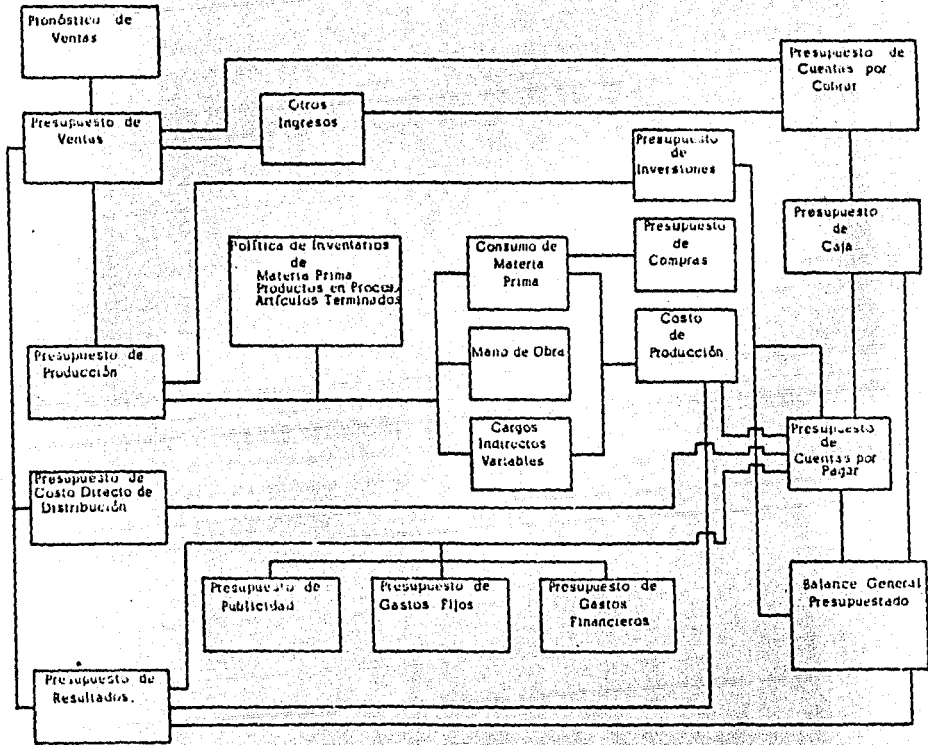 Pronóstico de
Ventas
Presupuesto de
Cuentas por
Cobrar
Otros
Ingresos
Presupuesto de
Ventas
Presupuesto
de
Inversiones
Presupuesto
de
Caja
Política de Inventarios
de
Materia Prima
Productos en Proces.
Artículos Terminados
Consumo de
Materia
Prima
Presupuesto
de
Compras
Costo
de
Producción
Presupuesto de
Producción
Mano de Obra
Cargos
Indirectos
Variables
Presupuesto
de
Cuentas por
Pagar
Presupuesto de
Costo Directo de
Distribución
Presupuesto de
Publicidad
Presupuesto de
Gastos Fijos
Presupuesto de
Gastos
Financieros
Balance General
Presupuestado
Presupuesto de
Resultados.